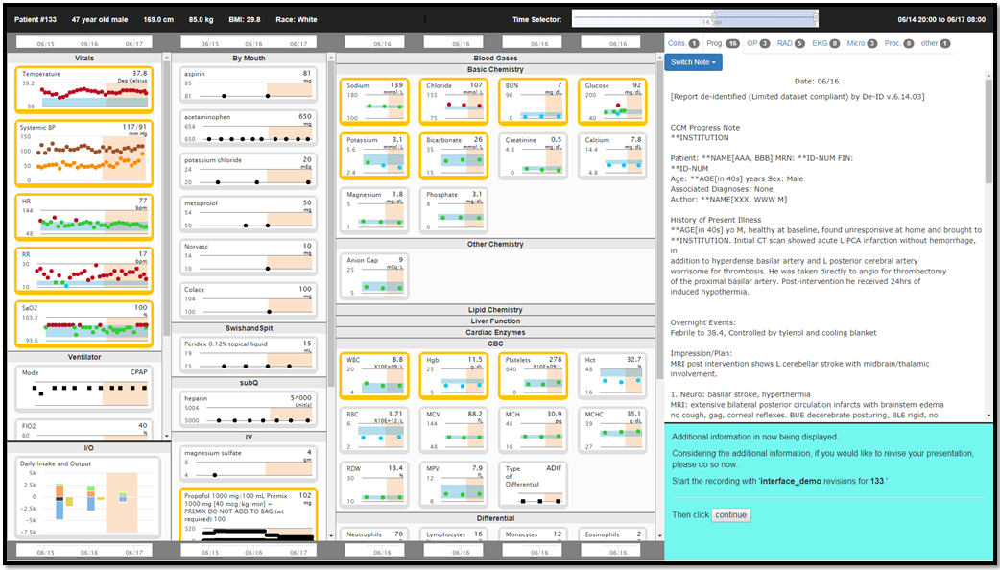 Patient #133 47 year old male 169.0 cm 85.0 kg BMI: 29.8 Race: White Time Selector: 06/14 20:00 to 06/17 08:00
06/15 06/16 06/17
06/15 06/16 06/17
06/16 06/16 06/16 06/16
Vitals
Temperature 37.8
Deg Celsius
39.2
36
Systemic BP 117/91
mm Hg
150
100
50
0
HR 77
bpm
144
48
RR 17
bpm
30
10
SaO2 100
%
103.2
93.6
Ventilator
Mode CPAP
FIO2 40
%
60
I/O
Daily Intake and Output
5k
2.5k
0
-2.5k
-5k
-7.5k
By Mouth
aspirin 81
mg
85
81
acetaminophen 650
mg
654
650
potassium chloride 20
mEq
24
20
metoprolol 50
mg
54
50
Norvasc 10
mg
14
10
Colace 100
mg
104
100
SwishandSpit
Peridex 0.12% topical liquid 15
mL
19
15
subQ
heparin 5^000
Unit(s)
5004
5000
IV
magnesium sulfate 4
gm
8
4
Propofol 1000 mg/100 mL Premix 102
1000 mg [40 mcg/kg/min] + mg
PREMIX DO NOT ADD TO BAG (wt
required) 100
320
Blood Gases
Basic Chemistry
Sodium 139
mmol/L
180
100
Chloride 107
mmol/L
135
75
BUN 7
mg/dL
96
0
Glucose 92
mg/dL
200
40
Potassium 3.1
mmol/L
5.6
2.4
Bicarbonate 26
mmol/L
35
15
Creatinine 0.5
mg/dL
4.8
0
Calcium 7.8
mg/dL
14.4
4.8
Magnesium 1.8
mg/dL
5
1
Phosphate 3.1
mg/dL
8
0
Other Chemistry
Anion Gap 9
mEq/L
25
5
Lipid Chemistry
Liver Function
Cardiac Enzymes
CBC
WBC 8.8
X10E+09/L
20
4
Hgb 11.5
g/dL
25
5
Platelets 278
X10E+09/L
640
0
Hct 32.7
%
48
16
RBC 3.71
X10E+12/L
6
2
MCV 88.2
fL
144
48
MCH 30.9
pg
48
16
MCHC 35.1
g/dL
39
27
RDW 13.4
%
30
10
MPV 7.9
fL
12
6
Type ADIF
of
Differential
Differential
Neutrophils 70
Lymphocytes 16
Monocytes 12
Eosinophils 2
06/15 06/16 06/17
06/15 06/16 06/17
06/16 06/16 06/16 06/16
Cons. 1 Prog. 16 OP 3 RAD 5 EKG 0 Micro 3 Proc. 0 other 1
Switch Note
Date: 06/16,
[Report de-identified (Limited dataset compliant) by De-ID v.6.14.03]
CCM Progress Note
**INSTITUTION
Patient: **NAME[AAA, BBB] MRN: **ID-NUM FIN:
**ID-NUM
Age: **AGE[in 40s] years Sex: Male
Associated Diagnoses: None
Author: **NAME[XXX, WWW M]
History of Present Illness
**AGE[in 40s] yo M, healthy at baseline, found unresponsive at home and brought to
**INSTITUTION. Initial CT scan showed acute L PCA infarction without hemorrhage,
in
addition to hyperdense basilar artery and L posterior cerebral artery
worrisome for thrombosis. He was taken directly to angio for thrombectomy
of the proximal basilar artery. Post-intervention he received 24hrs of
induced hypothermia.
Overnight Events:
Febrile to 38.4, Controlled by tylenol and cooling blanket
Impression/Plan:
MRI post intervention shows L cerebellar stroke with midbrain/thalamic
involvement.
1. Neuro: basilar stroke, hyperthermia
MRI: extensive bilateral posterior circulation infarcts with brainstem edema
no cough, gag, corneal reflexes. BUE decerebrate posturing, BLE rigid, no
Additional information in now being displayed.
Considering the additional information, if you would like to revise your presentation,
please do so now.
Start the recording with 'interface_demo revisions for 133 '
Then click continue.